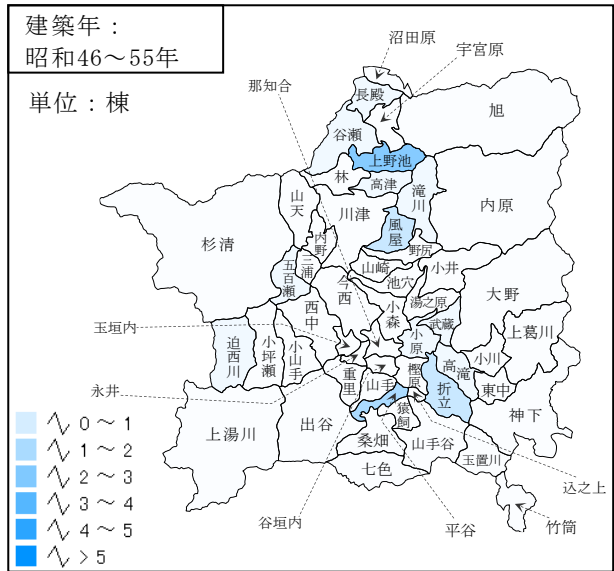 建築年：
昭和46～55年
単位：棟
沼田原
宇宮原
那知合
長殿
旭
谷瀬
上野池
林
高津
滝川
山天
川津
内原
風屋
杉清
内野
野尻
五百瀬
三浦
山崎
小井
今西
池穴
大野
湯之原
西中
小森
武蔵
上葛川
玉垣内
小原
迫西川
小坪瀬
小山手
高滝
小川
重里
山手
樫原
折立
東中
永井
神下
猿飼
上湯川
出谷
桑畑
山手谷
玉置川
七色
込之上
谷垣内
平谷
竹筒
0～1
1～2
2～3
3～4
4～5
>5